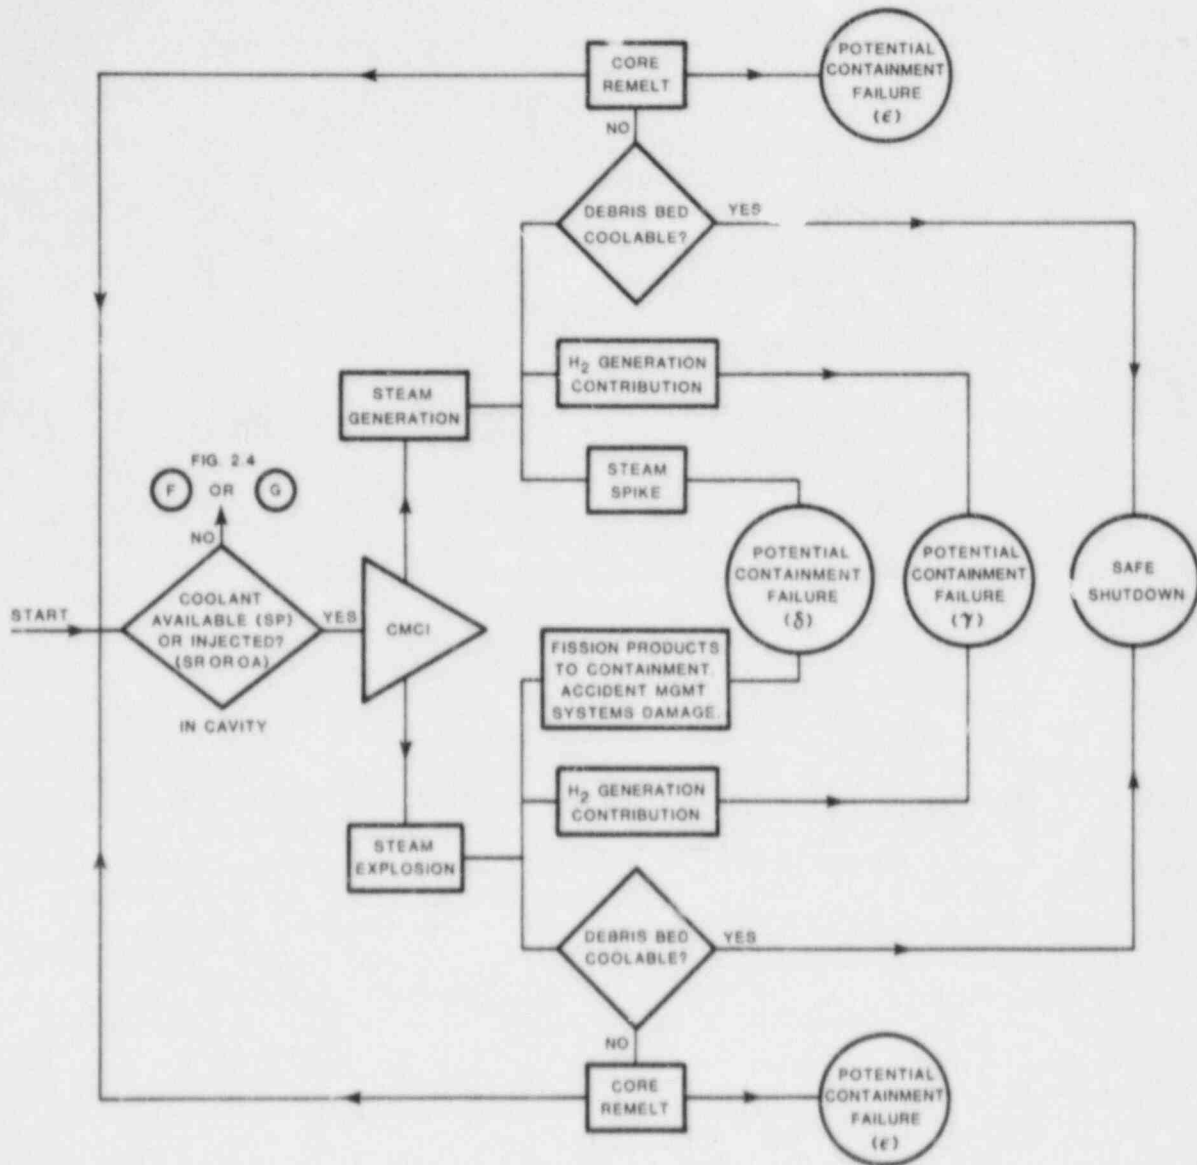 CORE
REMELT
POTENTIAL
CONTAINMENT
FAILURE
(ϵ)
NO
DEBRIS BED
COOLABLE?
YES
H₂ GENERATION
CONTRIBUTION
STEAM
GENERATION
STEAM
SPIKE
FIG. 2.4
F OR G
NO
START
COOLANT
AVAILABLE (SP)
OR INJECTED?
(SR OR OA)
YES
IN CAVITY
CMCI
POTENTIAL
CONTAINMENT
FAILURE
(δ)
POTENTIAL
CONTAINMENT
FAILURE
(γ)
SAFE
SHUTDOWN
FISSION PRODUCTS
TO CONTAINMENT.
ACCIDENT MGMT
SYSTEMS DAMAGE.
H₂ GENERATION
CONTRIBUTION
STEAM
EXPLOSION
DEBRIS BED
COOLABLE?
YES
NO
CORE
REMELT
POTENTIAL
CONTAINMENT
FAILURE
(ϵ)